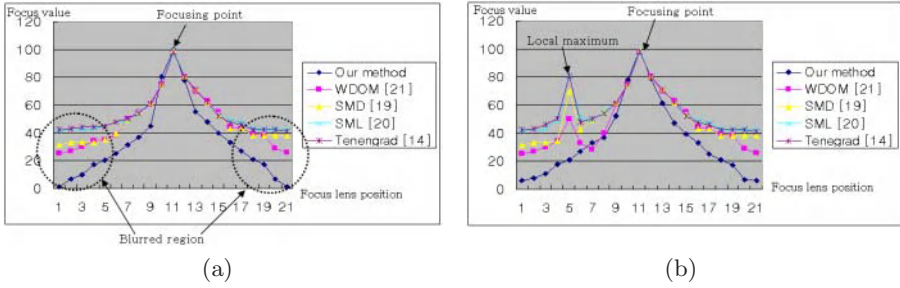 Focus value
Focusing point
120
100
80
60
40
20
0
Our method
WDOM [21]
SMD [19]
SML [20]
Tenengrad [14]
Focus lens position
1 3 5 7 9 11 13 15 17 19 21
Blurred region
(a)
Focus value
Focusing point
Local maximum
120
100
80
60
40
20
0
Our method
WDOM [21]
SMD [19]
SML [20]
Tenengrad [14]
Focus lens position
1 3 5 7 9 11 13 15 17 19 21
(b)